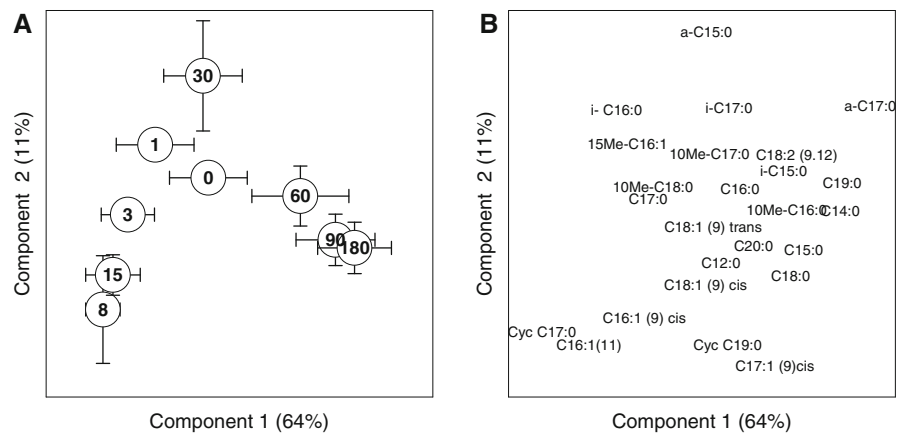 A
B
30
1
0
3
60
90
180
15
8
Component 2 (11%)
Component 1 (64%)
a-C15:0
i- C16:0
i-C17:0
a-C17:0
15Me-C16:1
10Me-C17:0
C18:2 (9.12)
i-C15:0
10Me-C18:0
C16:0
C19:0
C17:0
10Me-C16:0
C14:0
C18:1 (9) trans
C20:0
C15:0
C12:0
C18:0
C18:1 (9) cis
C16:1 (9) cis
Cyc C17:0
C16:1(11)
Cyc C19:0
C17:1 (9)cis
Component 2 (11%)
Component 1 (64%)